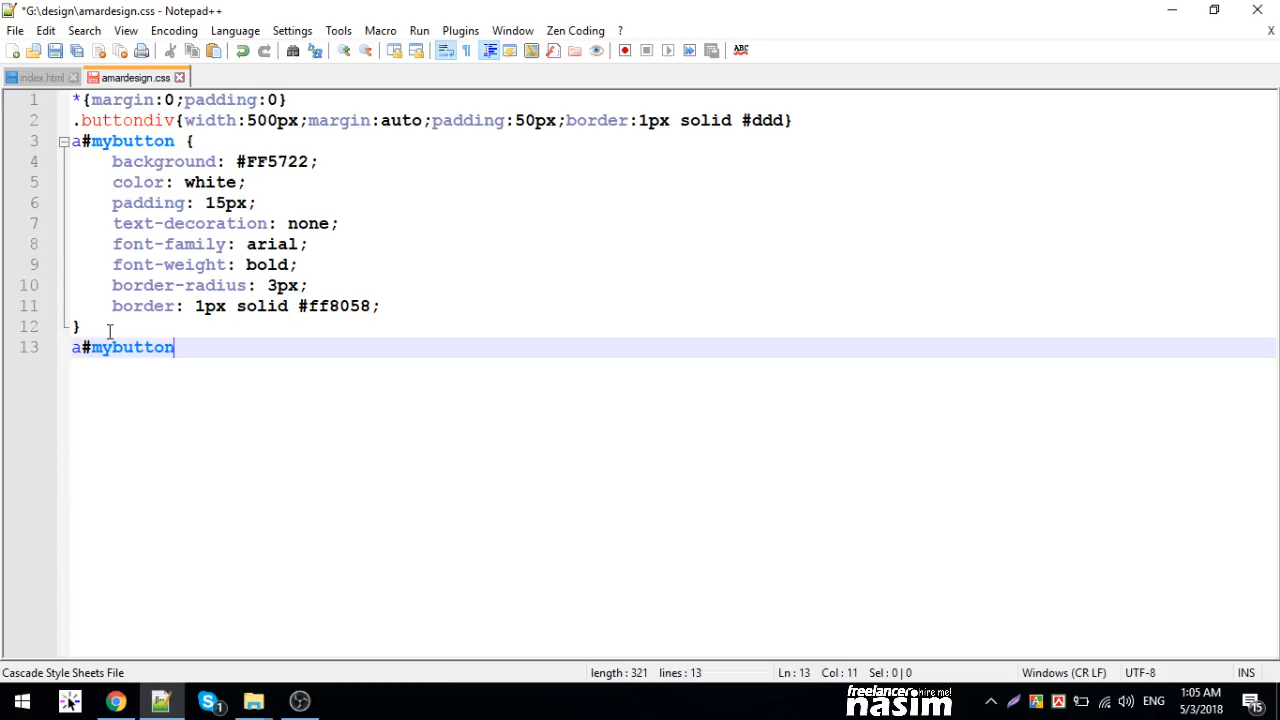 *G:\design\amardesign.css - Notepad++
File Edit Search View Encoding Language Settings Tools Macro Run Plugins Window Zen Coding ? X
index.html amardesign.css
1 *{margin:0;padding:0}
2 .buttondiv{width:500px;margin:auto;padding:50px;border:1px solid #ddd}
3 a#mybutton {
4 background: #FF5722;
5 color: white;
6 padding: 15px;
7 text-decoration: none;
8 font-family: arial;
9 font-weight: bold;
10 border-radius: 3px;
11 border: 1px solid #ff8058;
12 }
13 a#mybutton
Cascade Style Sheets File length : 321 lines : 13 Ln : 13 Col : 11 Sel : 0 | 0 Windows (CR LF) UTF-8 INS
freelancer hire me!
nasim
ENG
1:05 AM
5/3/2018
15
1
ABC